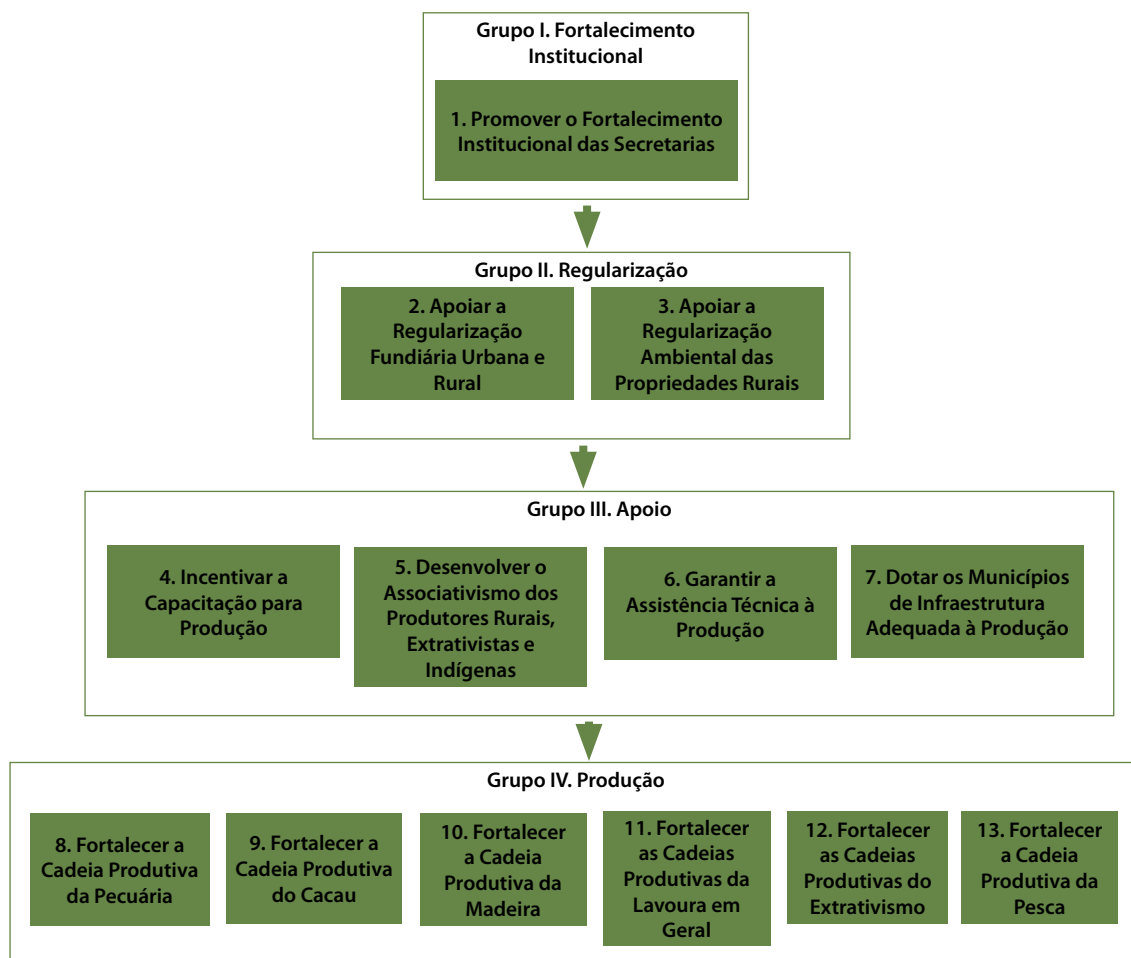 Grupo I. Fortalecimento
Institucional
1. Promover o Fortalecimento
Institucional das Secretarias
Grupo II. Regularização
2. Apoiar a
Regularização
Fundiária Urbana e
Rural
3. Apoiar a
Regularização
Ambiental das
Propriedades Rurais
Grupo III. Apoio
4. Incentivar a
Capacitação para
Produção
5. Desenvolver o
Associativismo dos
Produtores Rurais,
Extrativistas e
Indígenas
6. Garantir a
Assistência Técnica à
Produção
7. Dotar os Municípios
de Infraestrutura
Adequada à Produção
Grupo IV. Produção
8. Fortalecer a
Cadeia Produtiva
da Pecuária
9. Fortalecer a
Cadeia Produtiva
do Cacau
10. Fortalecer
a Cadeia
Produtiva da
Madeira
11. Fortalecer
as Cadeias
Produtivas da
Lavoura em
Geral
12. Fortalecer
as Cadeias
Produtivas do
Extrativismo
13. Fortalecer
a Cadeia
Produtiva da
Pesca